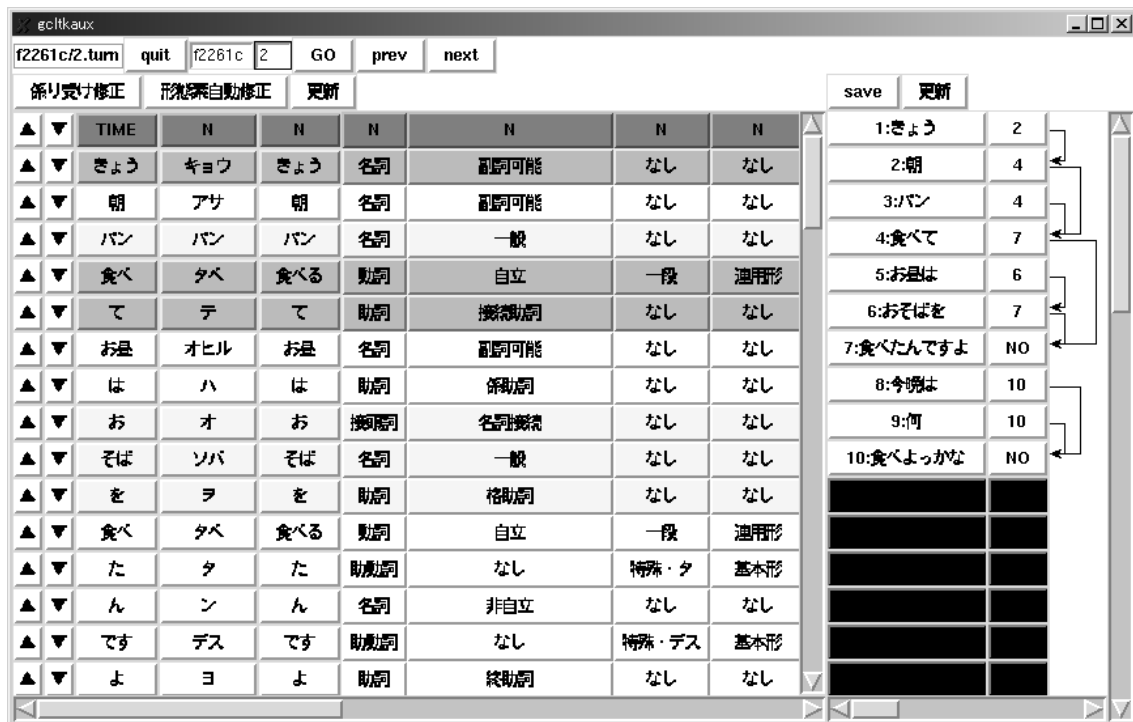 gcltkaux
f2261c/2.turn quit f2261c 2 GO prev next
係り受け修正 形態素自動修正 更新 save 更新
▲ ▼ TIME N N N N N N 1:きょう 2
▲ ▼ きょう キョウ きょう 名詞 副詞可能 なし なし 2:朝 4
▲ ▼ 朝 アサ 朝 名詞 副詞可能 なし なし 3:パン 4
▲ ▼ パン パン パン 名詞 一般 なし なし 4:食べて 7
▲ ▼ 食べ タベ 食べる 動詞 自立 一段 連用形 5:お昼は 6
▲ ▼ て テ て 助詞 接続助詞 なし なし 6:おそばを 7
▲ ▼ お昼 オヒル お昼 名詞 副詞可能 なし なし 7:食べたんですよ NO
▲ ▼ は ハ は 助詞 係助詞 なし なし 8:今晩は 10
▲ ▼ お オ お 接頭詞 名詞接続 なし なし 9:何 10
▲ ▼ そば ソバ そば 名詞 一般 なし なし 10:食べよっかな NO
▲ ▼ を ヲ を 助詞 格助詞 なし なし
▲ ▼ 食べ タベ 食べる 動詞 自立 一段 連用形
▲ ▼ た タ た 助動詞 なし 特殊・タ 基本形
▲ ▼ ん ン ん 名詞 非自立 なし なし
▲ ▼ です デス です 助動詞 なし 特殊・デス 基本形
▲ ▼ よ ヨ よ 助詞 終助詞 なし なし